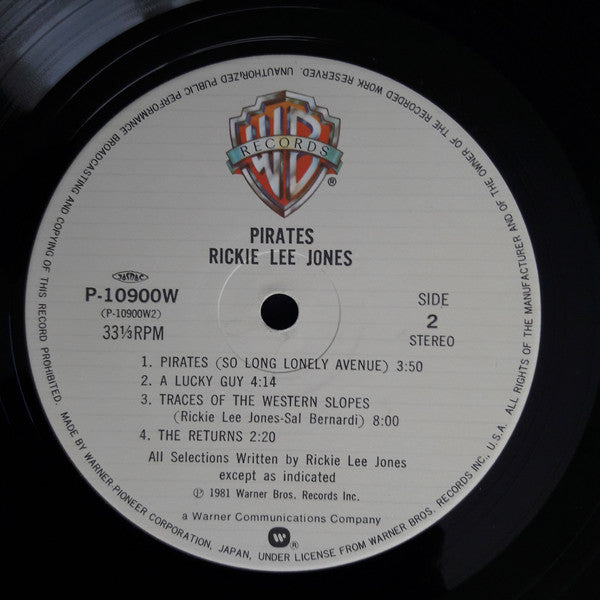 WB
RECORDS
®
PIRATES
RICKIE LEE JONES
P-10900W
(P-10900W2)
33⅓RPM
SIDE
2
STEREO
1. PIRATES (SO LONG LONELY AVENUE) 3:50
2. A LUCKY GUY 4:14
3. TRACES OF THE WESTERN SLOPES
(Rickie Lee Jones-Sal Bernardi) 8:00
4. THE RETURNS 2:20
All Selections Written by Rickie Lee Jones
except as indicated
℗ 1981 Warner Bros. Records Inc.
a Warner Communications Company
®
MADE BY WARNER-PIONEER CORPORATION, JAPAN, UNDER LICENSE FROM WARNER BROS. RECORDS INC., U.S.A. ALL RIGHTS OF THE MANUFACTURER AND OF THE OWNER OF THE RECORDED WORK RESERVED. UNAUTHORIZED PUBLIC PERFORMANCE BROADCASTING AND COPYING OF THIS RECORD PROHIBITED.